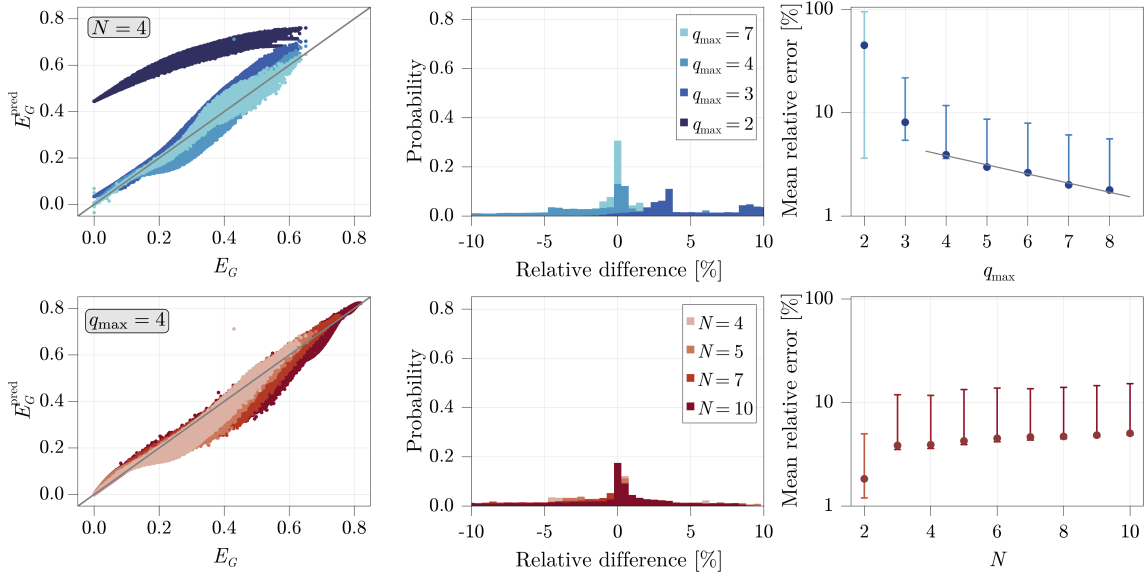 N = 4
0.8
0.6
0.4
0.2
0.0
E_G^pred
0.0 0.2 0.4 0.6 0.8
E_G
0.8
0.6
0.4
0.2
0.0
Probability
q_max = 7
q_max = 4
q_max = 3
q_max = 2
-10 -5 0 5 10
Relative difference [%]
100
10
1
Mean relative error [%]
2 3 4 5 6 7 8
q_max
q_max = 4
0.8
0.6
0.4
0.2
0.0
E_G^pred
0.0 0.2 0.4 0.6 0.8
E_G
0.8
0.6
0.4
0.2
0.0
Probability
N = 4
N = 5
N = 7
N = 10
-10 -5 0 5 10
Relative difference [%]
100
10
1
Mean relative error [%]
2 4 6 8 10
N